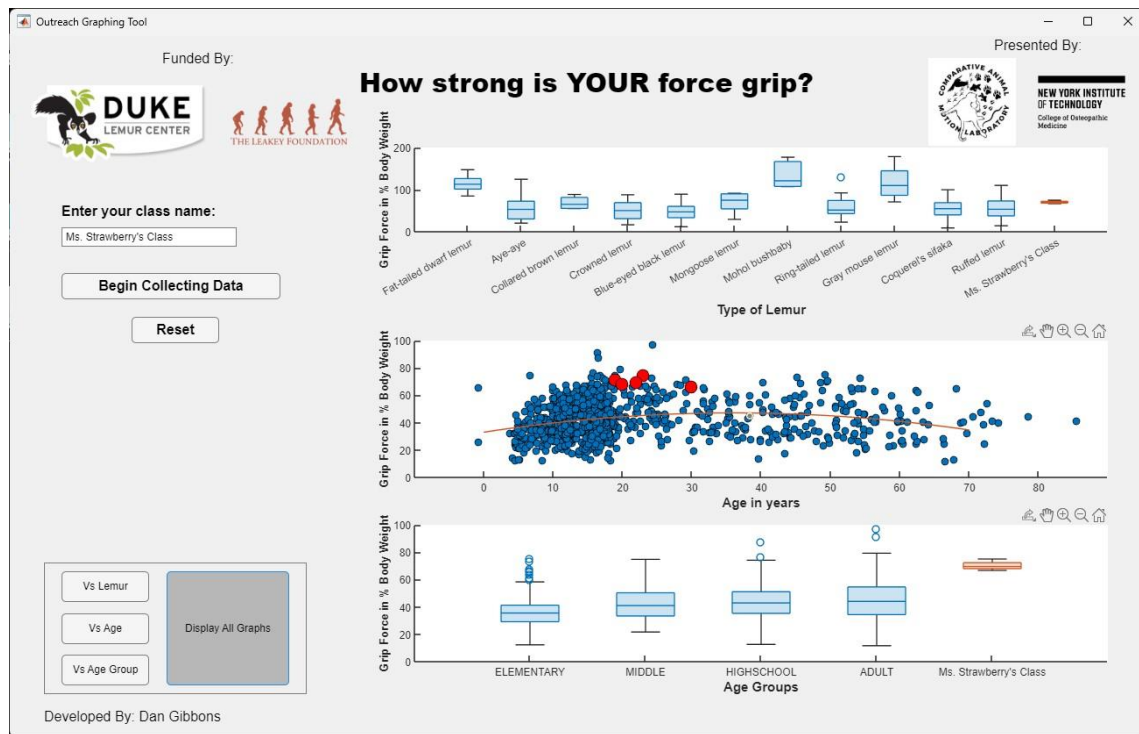 Outreach Graphing Tool
Funded By:
Presented By:
DUKE
LEMUR CENTER
THE LEAKEY FOUNDATION
How strong is YOUR force grip?
COMPARATIVE ANIMAL
MOTION LABORATORY
NEW YORK INSTITUTE
OF TECHNOLOGY
College of Osteopathic
Medicine
Enter your class name:
Ms. Strawberry's Class
Begin Collecting Data
Reset
Grip Force in % Body Weight
200
100
0
Fat-tailed dwarf lemur
Aye-aye
Collared brown lemur
Crowned lemur
Blue-eyed black lemur
Mongoose lemur
Mohol bushbaby
Ring-tailed lemur
Gray mouse lemur
Coquerel's sifaka
Ruffed lemur
Ms. Strawberry's Class
Type of Lemur
Grip Force in % Body Weight
100
80
60
40
20
0
0 10 20 30 40 50 60 70 80
Age in years
Grip Force in % Body Weight
100
80
60
40
20
0
ELEMENTARY MIDDLE HIGHSCHOOL ADULT Ms. Strawberry's Class
Age Groups
Vs Lemur
Vs Age
Vs Age Group
Display All Graphs
Developed By: Dan Gibbons